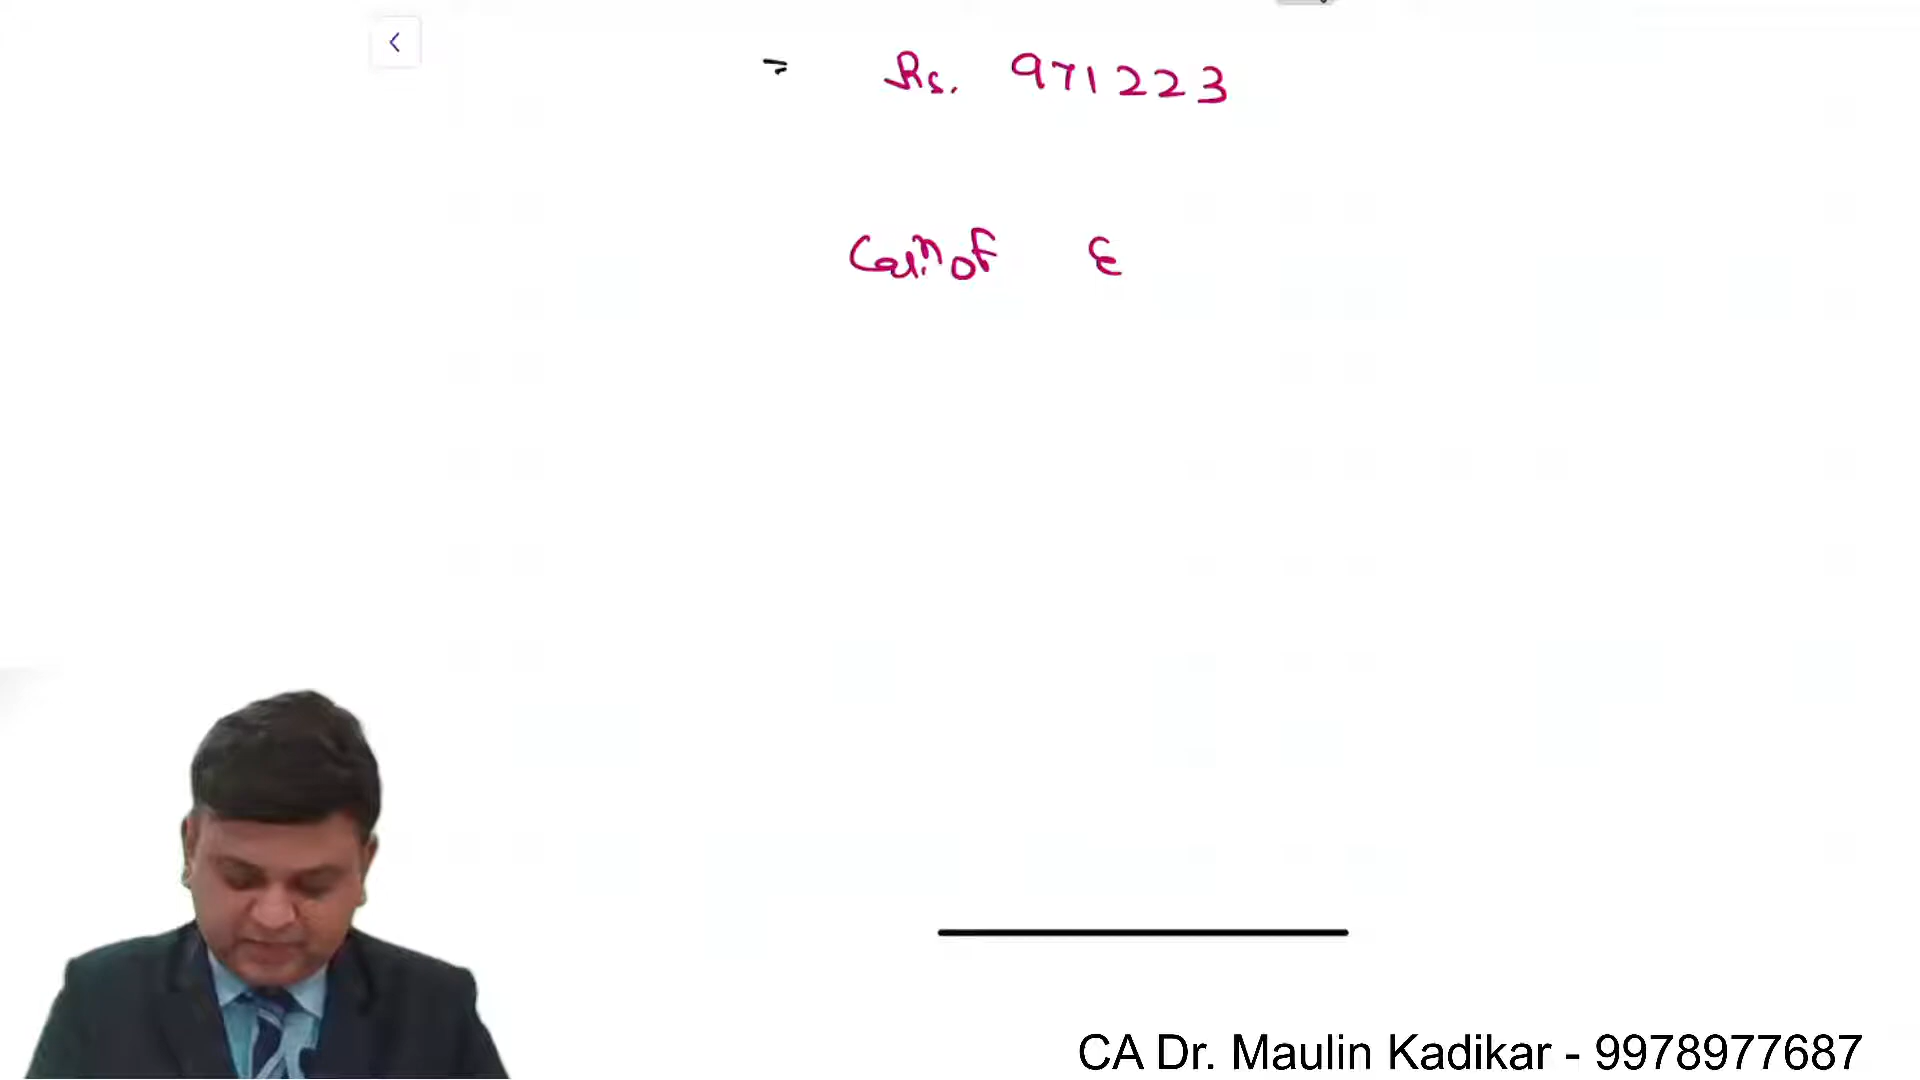 = Rs. 971223
Calⁿ of E
CA Dr. Maulin Kadikar - 9978977687